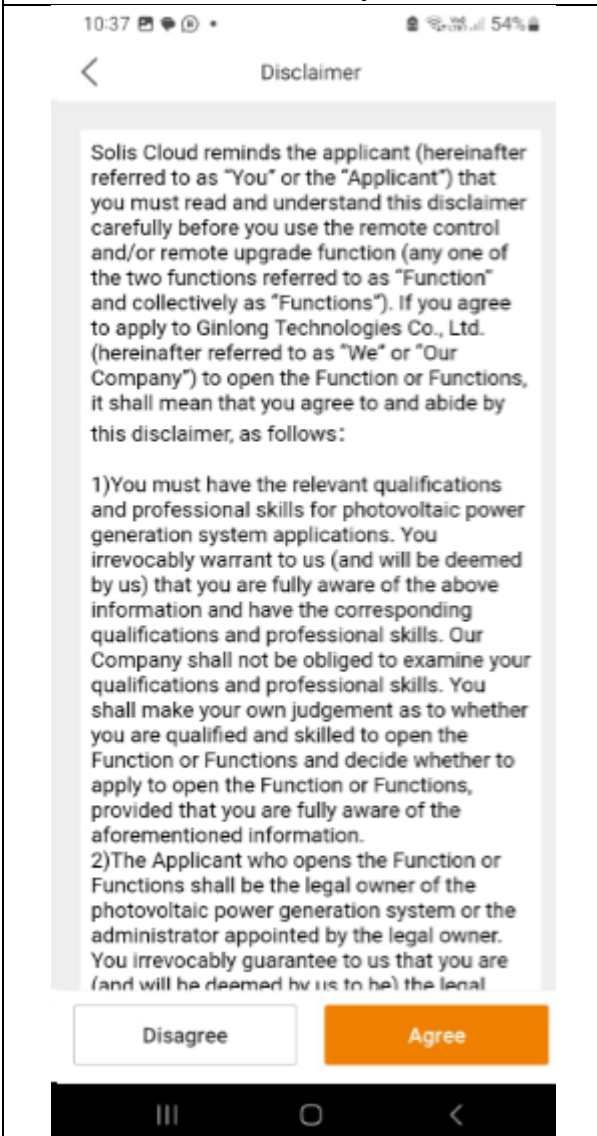 10:37
54%
Disclaimer
Solis Cloud reminds the applicant (hereinafter
referred to as "You" or the "Applicant") that
you must read and understand this disclaimer
carefully before you use the remote control
and/or remote upgrade function (any one of
the two functions referred to as "Function"
and collectively as "Functions"). If you agree
to apply to Ginlong Technologies Co., Ltd.
(hereinafter referred to as "We" or "Our
Company") to open the Function or Functions,
it shall mean that you agree to and abide by
this disclaimer, as follows:
1)You must have the relevant qualifications
and professional skills for photovoltaic power
generation system applications. You
irrevocably warrant to us (and will be deemed
by us) that you are fully aware of the above
information and have the corresponding
qualifications and professional skills. Our
Company shall not be obliged to examine your
qualifications and professional skills. You
shall make your own judgement as to whether
you are qualified and skilled to open the
Function or Functions and decide whether to
apply to open the Function or Functions,
provided that you are fully aware of the
aforementioned information.
2)The Applicant who opens the Function or
Functions shall be the legal owner of the
photovoltaic power generation system or the
administrator appointed by the legal owner.
You irrevocably guarantee to us that you are
(and will be deemed by us to be) the legal
Disagree
Agree